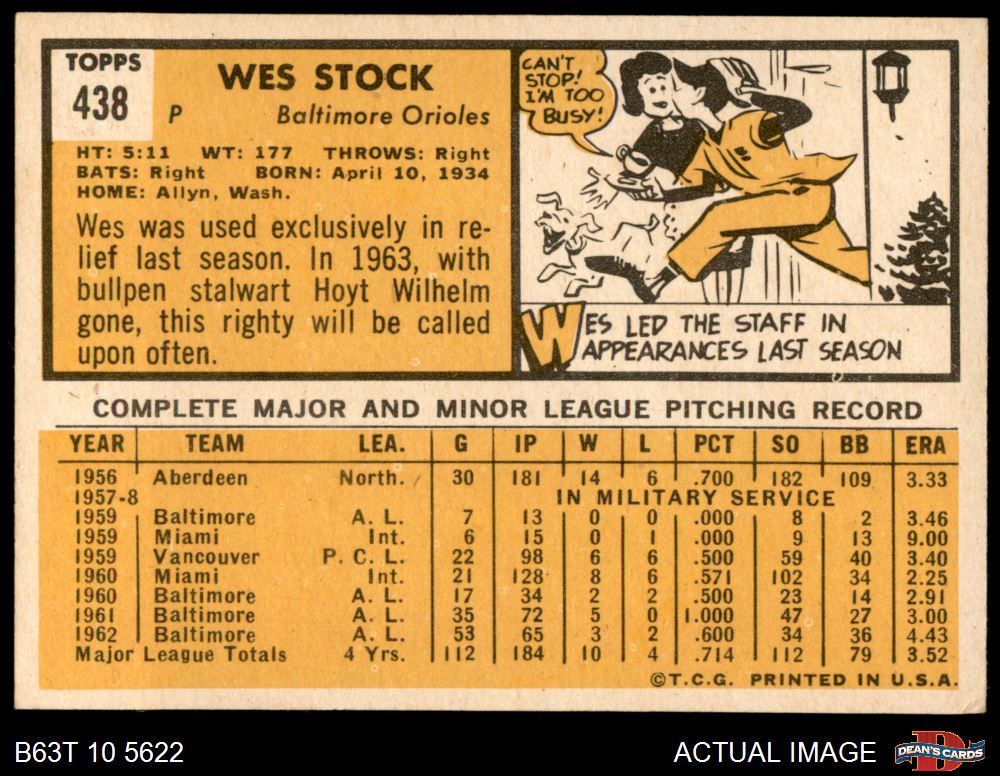 TOPPS
438
P
WES STOCK
Baltimore Orioles
HT: 5:11 WT: 177 THROWS: Right
BATS: Right BORN: April 10, 1934
HOME: Allyn, Wash.
Wes was used exclusively in re-
lief last season. In 1963, with
bullpen stalwart Hoyt Wilhelm
gone, this righty will be called
upon often.
CAN'T
STOP!
I'M TOO
BUSY!
WES LED THE STAFF IN
APPEARANCES LAST SEASON
COMPLETE MAJOR AND MINOR LEAGUE PITCHING RECORD
YEAR TEAM LEA. G IP W L PCT SO BB ERA
1956 Aberdeen North. 30 181 14 6 .700 182 109 3.33
1957-8 IN MILITARY SERVICE
1959 Baltimore A. L. 7 13 0 0 .000 8 2 3.46
1959 Miami Int. 6 15 0 1 .000 9 13 9.00
1959 Vancouver P. C. L. 22 98 6 6 .500 59 40 3.40
1960 Miami Int. 21 128 8 6 .571 102 34 2.25
1960 Baltimore A. L. 17 34 2 2 .500 23 14 2.91
1961 Baltimore A. L. 35 72 5 0 1.000 47 27 3.00
1962 Baltimore A. L. 53 65 3 2 .600 34 36 4.43
Major League Totals 4 Yrs. 112 184 10 4 .714 112 79 3.52
©T.C.G. PRINTED IN U.S.A.
B63T 10 5622
ACTUAL IMAGE
D
DEAN'S CARDS